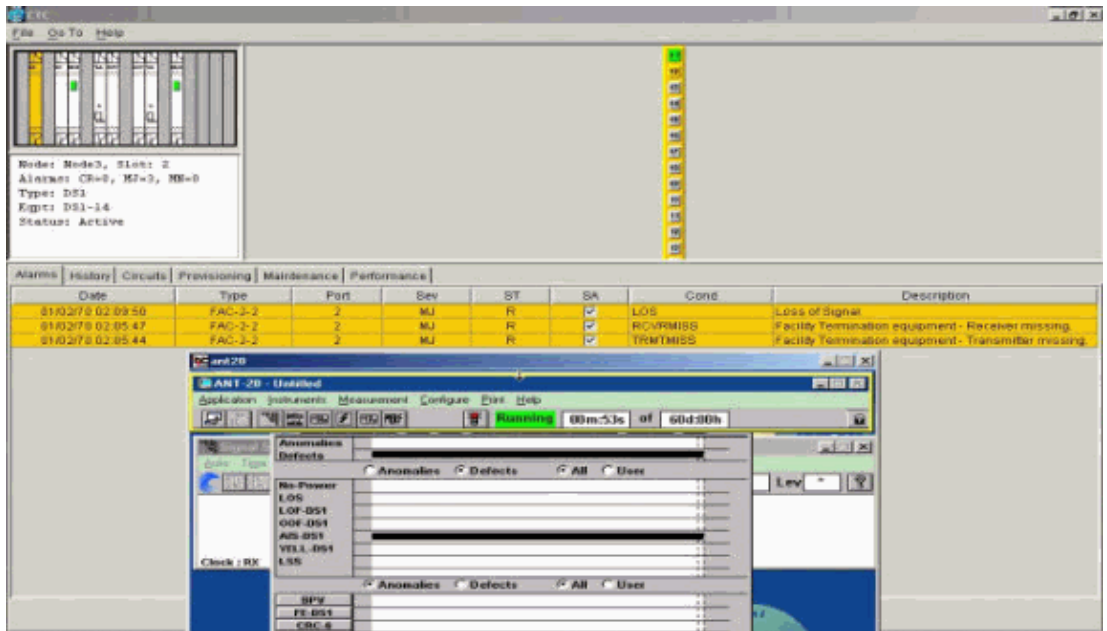 CTC
File Go To Help
Node: Node3, Slot: 2
Alarms: CR=0, MJ=3, MN=0
Type: DS1
Eqpt: DS1-14
Status: Active
Alarms History Circuits Provisioning Maintenance Performance
Date Type Port Sev ST SA Cond Description
01/02/70 02:09:50 FAC-2-2 2 MJ R LOS Loss of Signal
01/02/70 02:05:47 FAC-2-2 2 MJ R RCVRMISS Facility Termination equipment - Receiver missing.
01/02/70 02:05:44 FAC-2-2 2 MJ R TRMTMISS Facility Termination equipment - Transmitter missing.
ant20
ANT-20 - Untitled
Application Instruments Measurement Configure Print Help
Running 00m:53s of 60d:00h
Anomalies
Defects
Anomalies Defects All User
No-Power
LOS
LOF-DS1
OOF-DS1
AIS-DS1
YELL-DS1
LSS
Lev *
Clock : RX
Anomalies Defects All User
BPV
FE-DS1
CRC-6